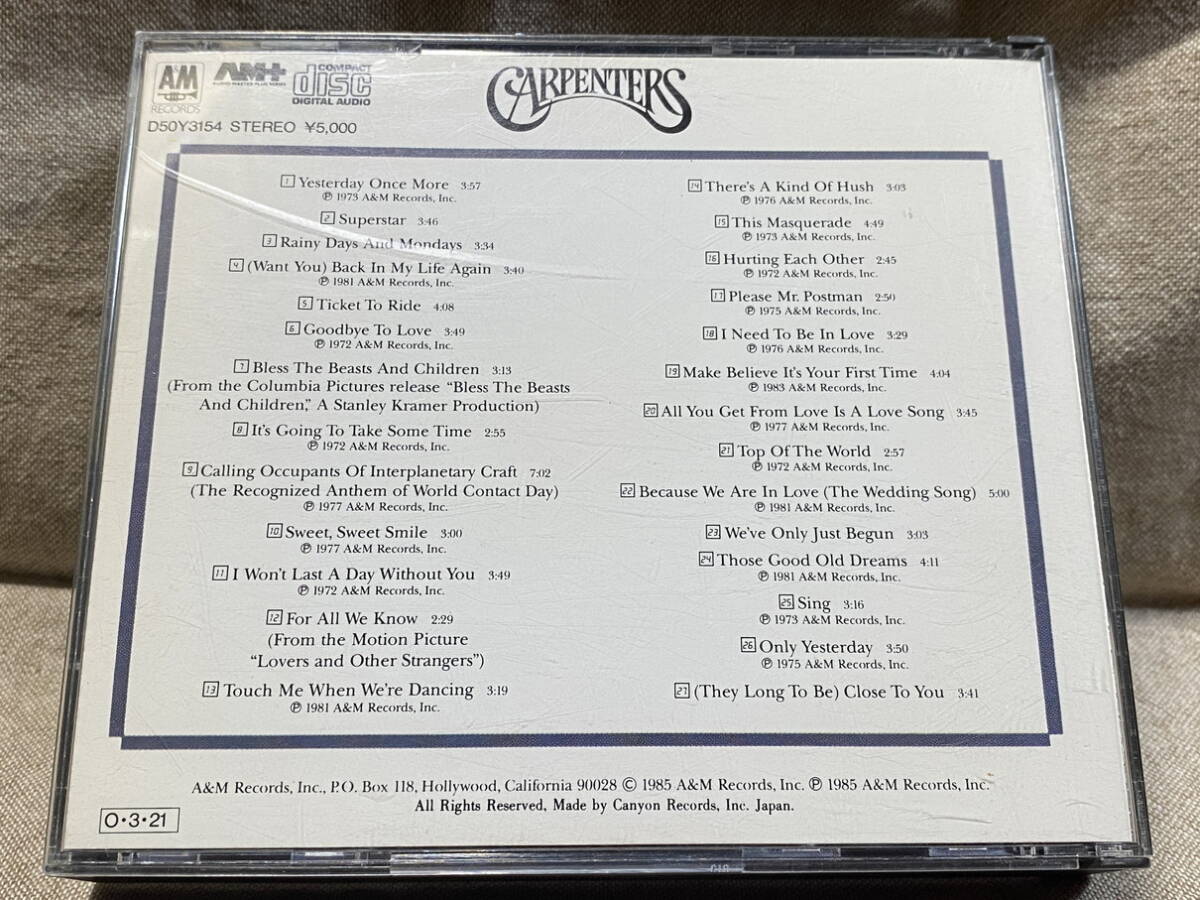 A&M
RECORDS
AM+
COMPACT
disc
DIGITAL AUDIO
CARPENTERS
D50Y3154 STEREO ¥5,000
1 Yesterday Once More 3:57
℗ 1973 A&M Records, Inc.
2 Superstar 3:46
3 Rainy Days And Mondays 3:34
4 (Want You) Back In My Life Again 3:40
℗ 1981 A&M Records, Inc.
5 Ticket To Ride 4:08
6 Goodbye To Love 3:49
℗ 1972 A&M Records, Inc.
7 Bless The Beasts And Children 3:13
(From the Columbia Pictures release “Bless The Beasts
And Children,” A Stanley Kramer Production)
8 It's Going To Take Some Time 2:55
℗ 1972 A&M Records, Inc.
9 Calling Occupants Of Interplanetary Craft 7:02
(The Recognized Anthem of World Contact Day)
℗ 1977 A&M Records, Inc.
10 Sweet, Sweet Smile 3:00
℗ 1977 A&M Records, Inc.
11 I Won't Last A Day Without You 3:49
℗ 1972 A&M Records, Inc.
12 For All We Know 2:29
(From the Motion Picture
“Lovers and Other Strangers”)
13 Touch Me When We're Dancing 3:19
℗ 1981 A&M Records, Inc.
14 There's A Kind Of Hush 3:03
℗ 1976 A&M Records, Inc.
15 This Masquerade 4:49
℗ 1973 A&M Records, Inc.
16 Hurting Each Other 2:45
℗ 1972 A&M Records, Inc.
17 Please Mr. Postman 2:50
℗ 1975 A&M Records, Inc.
18 I Need To Be In Love 3:29
℗ 1976 A&M Records, Inc.
19 Make Believe It's Your First Time 4:04
℗ 1983 A&M Records, Inc.
20 All You Get From Love Is A Love Song 3:45
℗ 1977 A&M Records, Inc.
21 Top Of The World 2:57
℗ 1972 A&M Records, Inc.
22 Because We Are In Love (The Wedding Song) 5:00
℗ 1981 A&M Records, Inc.
23 We've Only Just Begun 3:03
24 Those Good Old Dreams 4:11
℗ 1981 A&M Records, Inc.
25 Sing 3:16
℗ 1973 A&M Records, Inc.
26 Only Yesterday 3:50
℗ 1975 A&M Records, Inc.
27 (They Long To Be) Close To You 3:41
A&M Records, Inc., P.O. Box 118, Hollywood, California 90028 © 1985 A&M Records, Inc. ℗ 1985 A&M Records, Inc.
All Rights Reserved, Made by Canyon Records, Inc. Japan.
O•3•21